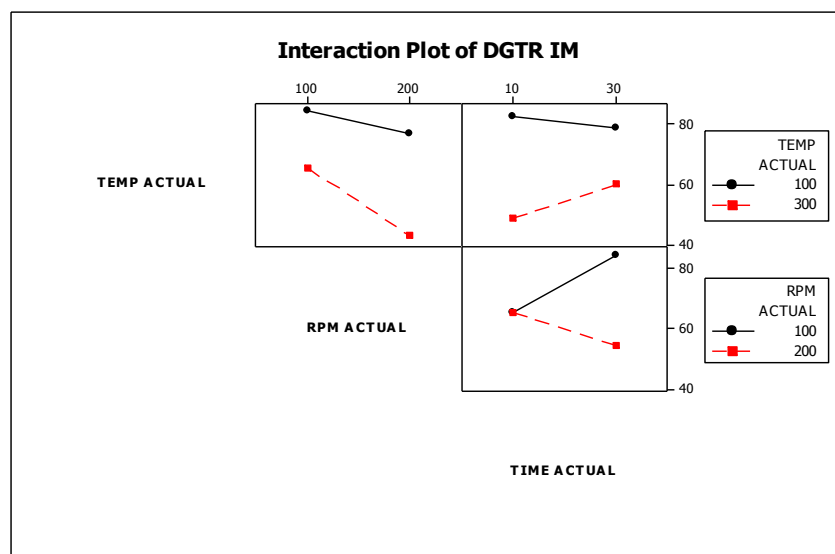 Interaction Plot of DGTR IM
100 200 10 30
TEMP ACTUAL
80
60
40
TEMP
ACTUAL
100
300
RPM ACTUAL
80
60
40
RPM
ACTUAL
100
200
TIME ACTUAL